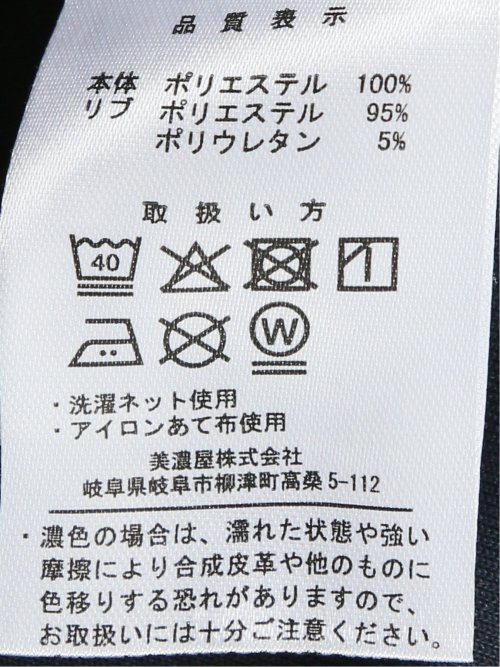 品質表示
本体 ポリエステル 100%
リブ ポリエステル 95%
ポリウレタン 5%
取扱い方
40
W
・洗濯ネット使用
・アイロンあて布使用
美濃屋株式会社
岐阜県岐阜市柳津町高桑5-112
・濃色の場合は、濡れた状態や強い
摩擦により合成皮革や他のものに
色移りする恐れがありますので、
お取扱いには十分ご注意ください。